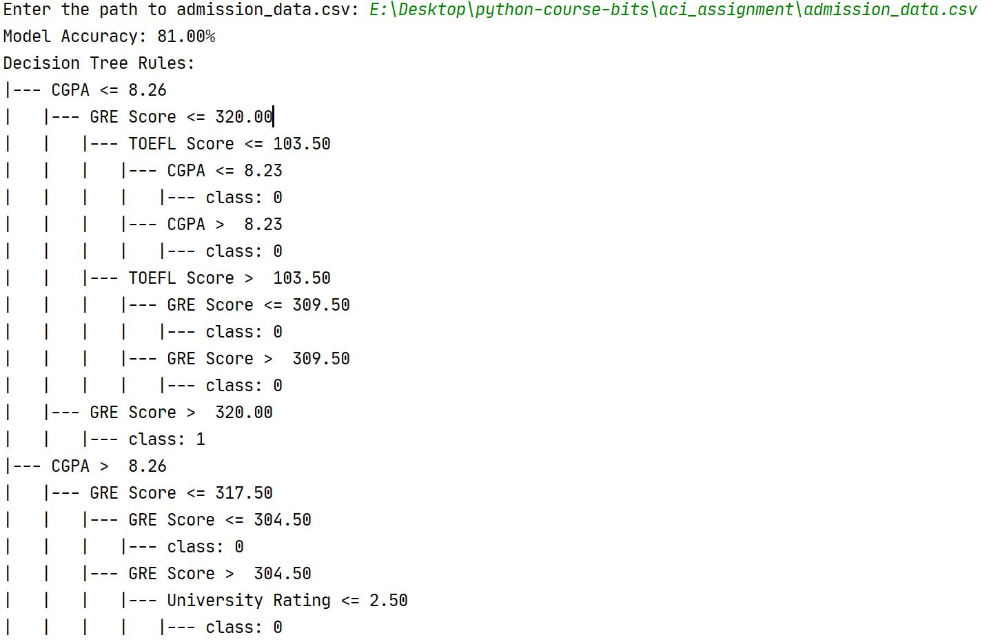 Enter the path to admission_data.csv: E:\Desktop\python-course-bits\aci_assignment\admission_data.csv
Model Accuracy: 81.00%
Decision Tree Rules:
|--- CGPA <= 8.26
|   |--- GRE Score <= 320.00
|   |   |--- TOEFL Score <= 103.50
|   |   |   |--- CGPA <= 8.23
|   |   |   |   |--- class: 0
|   |   |   |--- CGPA >  8.23
|   |   |   |   |--- class: 0
|   |   |--- TOEFL Score >  103.50
|   |   |   |--- GRE Score <= 309.50
|   |   |   |   |--- class: 0
|   |   |   |--- GRE Score >  309.50
|   |   |   |   |--- class: 0
|   |--- GRE Score >  320.00
|   |   |--- class: 1
|--- CGPA >  8.26
|   |--- GRE Score <= 317.50
|   |   |--- GRE Score <= 304.50
|   |   |   |--- class: 0
|   |   |--- GRE Score >  304.50
|   |   |   |--- University Rating <= 2.50
|   |   |   |   |--- class: 0